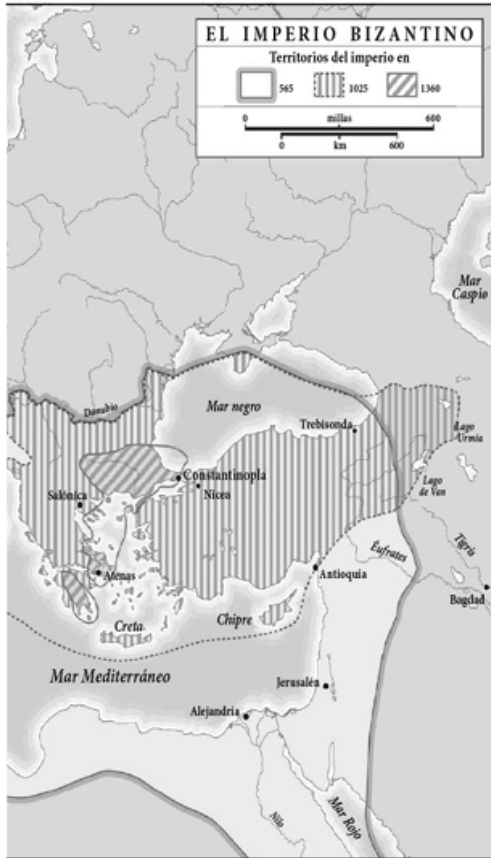 EL IMPERIO BIZANTINO
Territorios del imperio en
565 1025 1360
0 millas 600
0 km 600
Mar
Caspio
Mar negro
Danubio
Trebisonda
Lago
Urmía
Constantinopla
Nicea
Salónica
Lago
de Van
Tigris
Éufrates
Antioquía
Atenas
Bagdad
Chipre
Creta
Mar Mediterráneo
Jerusalén
Alejandría
Nilo
Mar Rojo